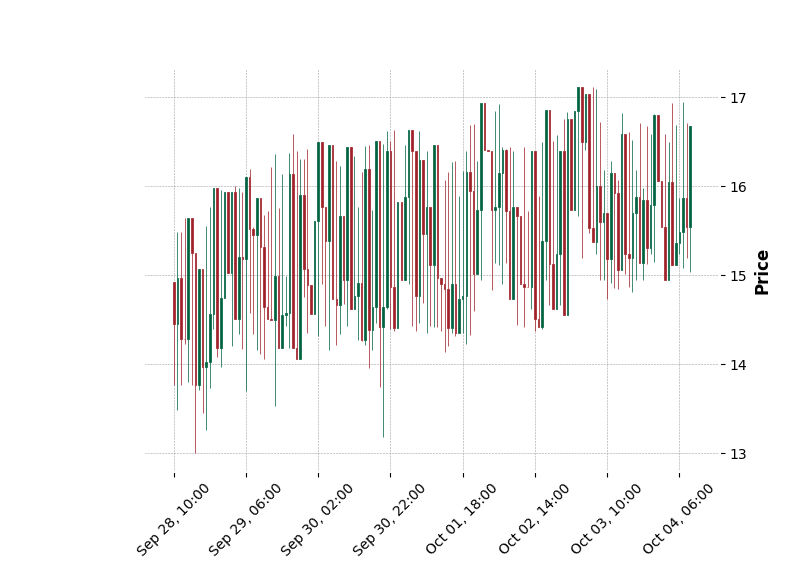 17
16
15
14
13
Price
Sep 28, 10:00
Sep 29, 06:00
Sep 30, 02:00
Sep 30, 22:00
Oct 01, 18:00
Oct 02, 14:00
Oct 03, 10:00
Oct 04, 06:00